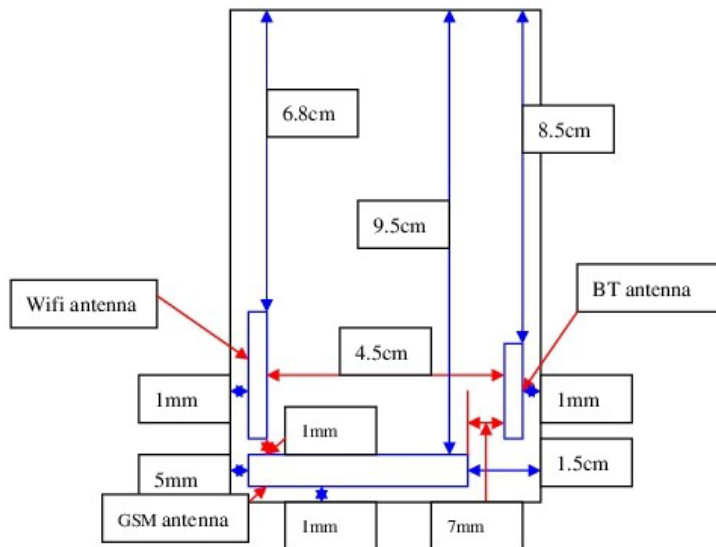 6.8cm
8.5cm
9.5cm
Wifi antenna
BT antenna
4.5cm
1mm
1mm
1mm
5mm
1.5cm
GSM antenna
1mm
7mm